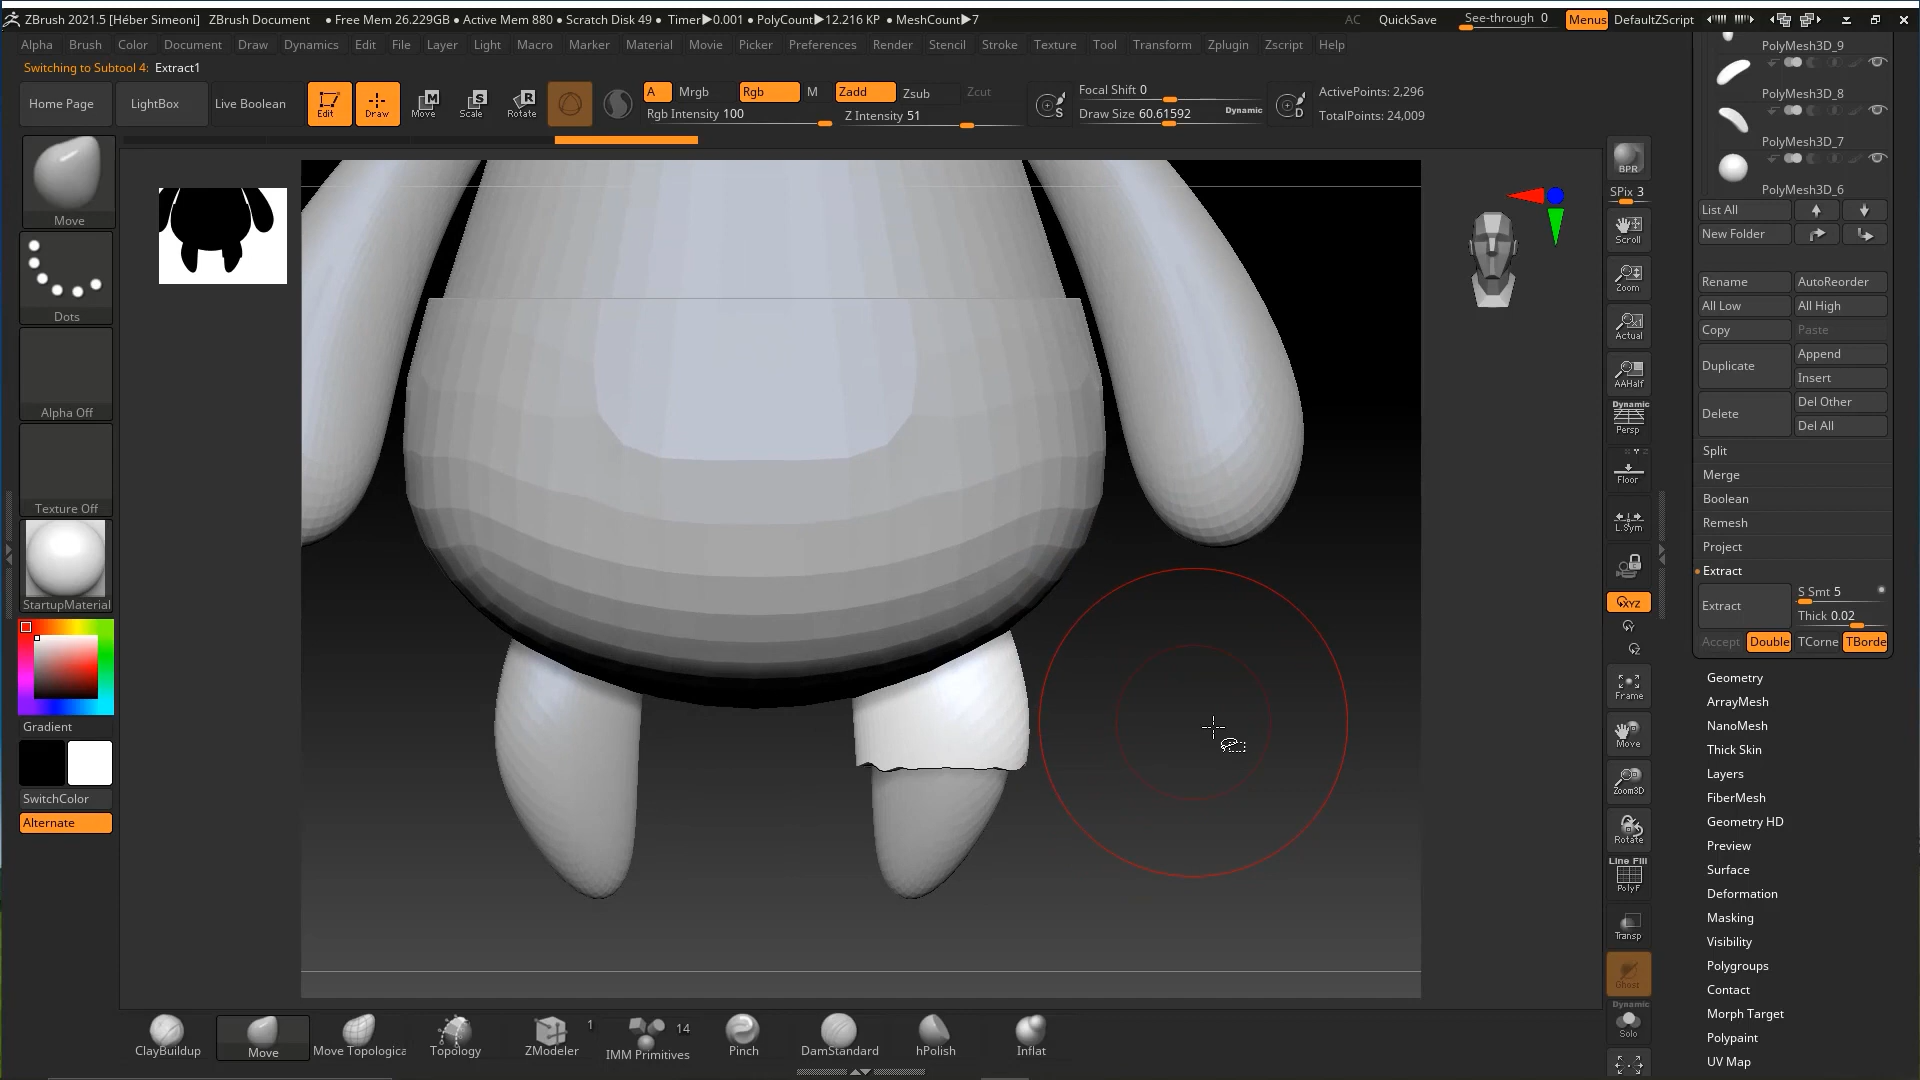 ZBrush 2021.5 [Héber Simeoni] ZBrush Document • Free Mem 26.229GB • Active Mem 880 • Scratch Disk 49 • Timer▶0.001 • PolyCount▶12.216 KP • MeshCount▶7 AC QuickSave See-through 0 Menus DefaultZScript
Alpha Brush Color Document Draw Dynamics Edit File Layer Light Macro Marker Material Movie Picker Preferences Render Stencil Stroke Texture Tool Transform Zplugin Zscript Help
Switching to Subtool 4: Extract1
Home Page LightBox Live Boolean Edit Draw Move Scale Rotate
A Mrgb Rgb M Zadd Zsub Zcut
Rgb Intensity 100 Z Intensity 51
Focal Shift 0
Draw Size 60.61592 Dynamic
ActivePoints: 2,296
TotalPoints: 24,009
Move
Dots
Alpha Off
Texture Off
StartupMaterial
Gradient
SwitchColor
Alternate
BPR
SPix 3
Scroll
Zoom
Actual
AAHalf
Dynamic
Persp
Floor
L.Sym
XYZ
Frame
Move
Zoom3D
Rotate
Line Fill
PolyF
Transp
Ghost
Dynamic
Solo
PolyMesh3D_9
PolyMesh3D_8
PolyMesh3D_7
PolyMesh3D_6
List All
New Folder
Rename AutoReorder
All Low All High
Copy Paste
Duplicate Append
Insert
Delete Del Other
Del All
Split
Merge
Boolean
Remesh
Project
Extract
Extract S Smt 5
Thick 0.02
Accept Double TCorne TBorde
Geometry
ArrayMesh
NanoMesh
Thick Skin
Layers
FiberMesh
Geometry HD
Preview
Surface
Deformation
Masking
Visibility
Polygroups
Contact
Morph Target
Polypaint
UV Map
ClayBuildup Move Move Topologica Topology ZModeler 1 IMM Primitives 14 Pinch DamStandard hPolish Inflat